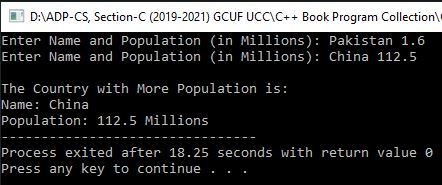 D:\ADP-CS, Section-C (2019-2021) GCUF UCC\C++ Book Program Collection\
Enter Name and Population (in Millions): Pakistan 1.6
Enter Name and Population (in Millions): China 112.5
The Country with More Population is:
Name: China
Population: 112.5 Millions
--------------------------------
Process exited after 18.25 seconds with return value 0
Press any key to continue . . .